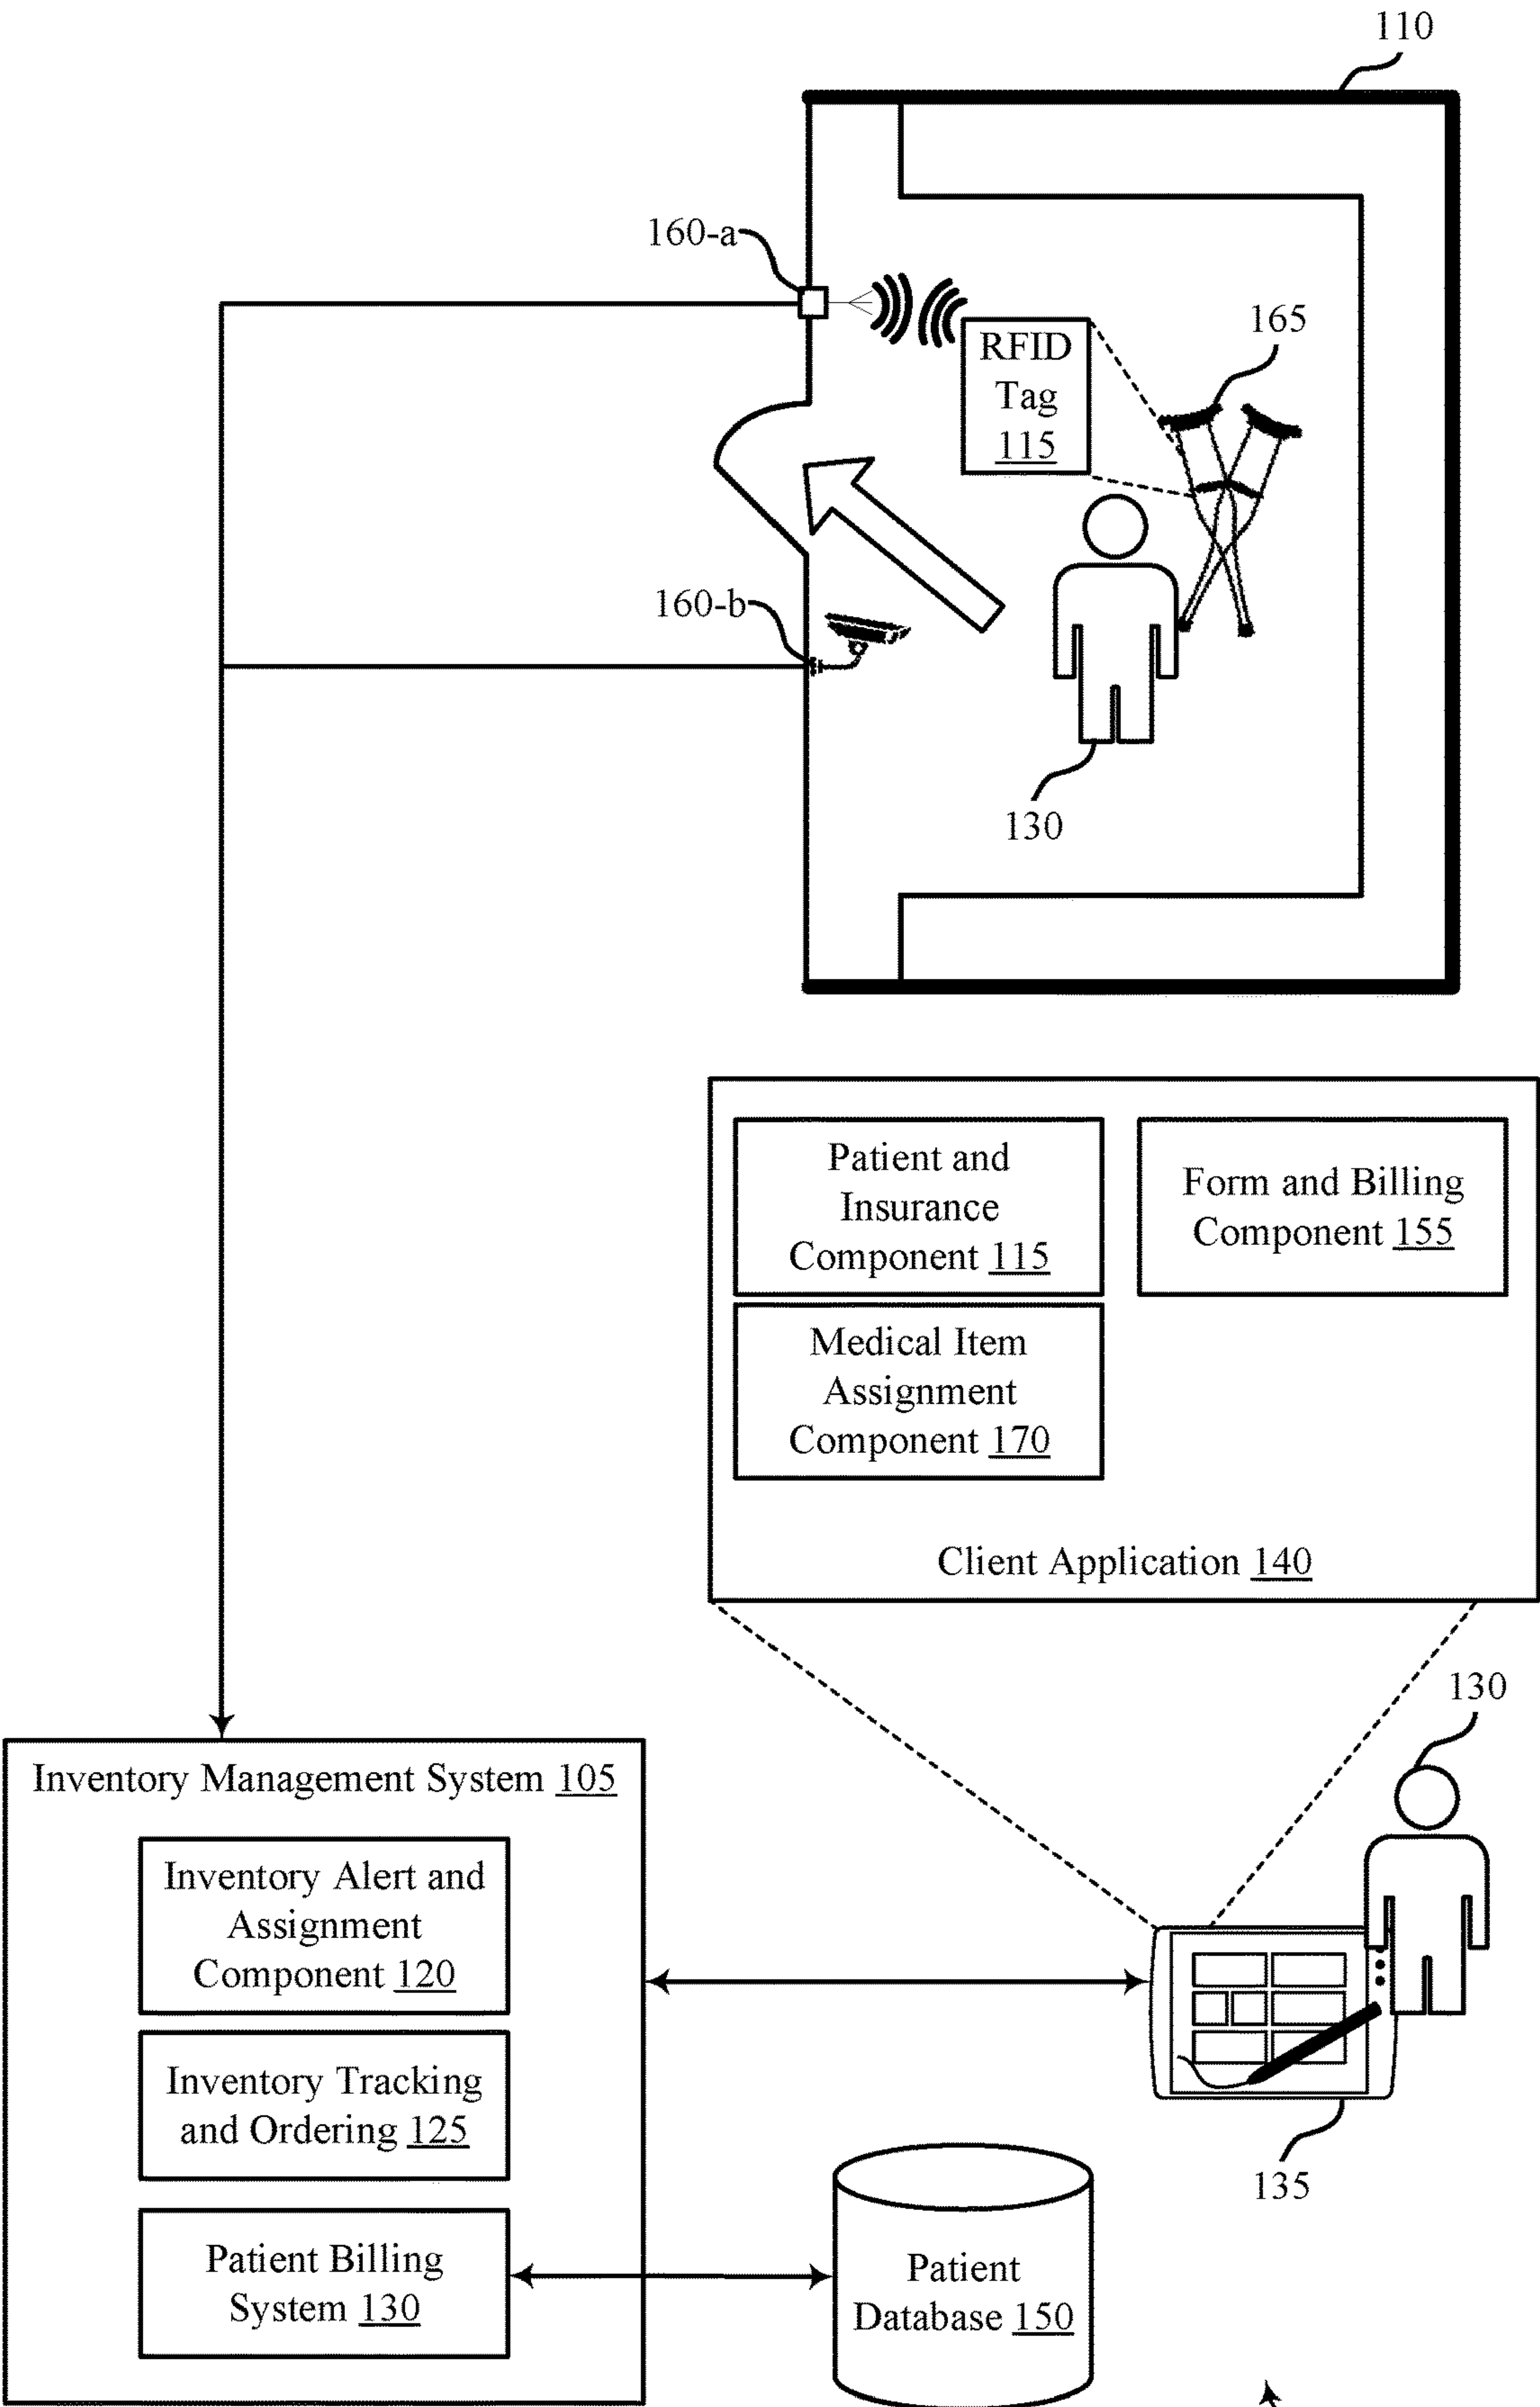 110
160-a
165
RFID
Tag
115
160-b
130
Patient and
Insurance
Component 115
Form and Billing
Component 155
Medical Item
Assignment
Component 170
Client Application 140
130
Inventory Management System 105
Inventory Alert and
Assignment
Component 120
Inventory Tracking
and Ordering 125
135
Patient Billing
System 130
Patient
Database 150